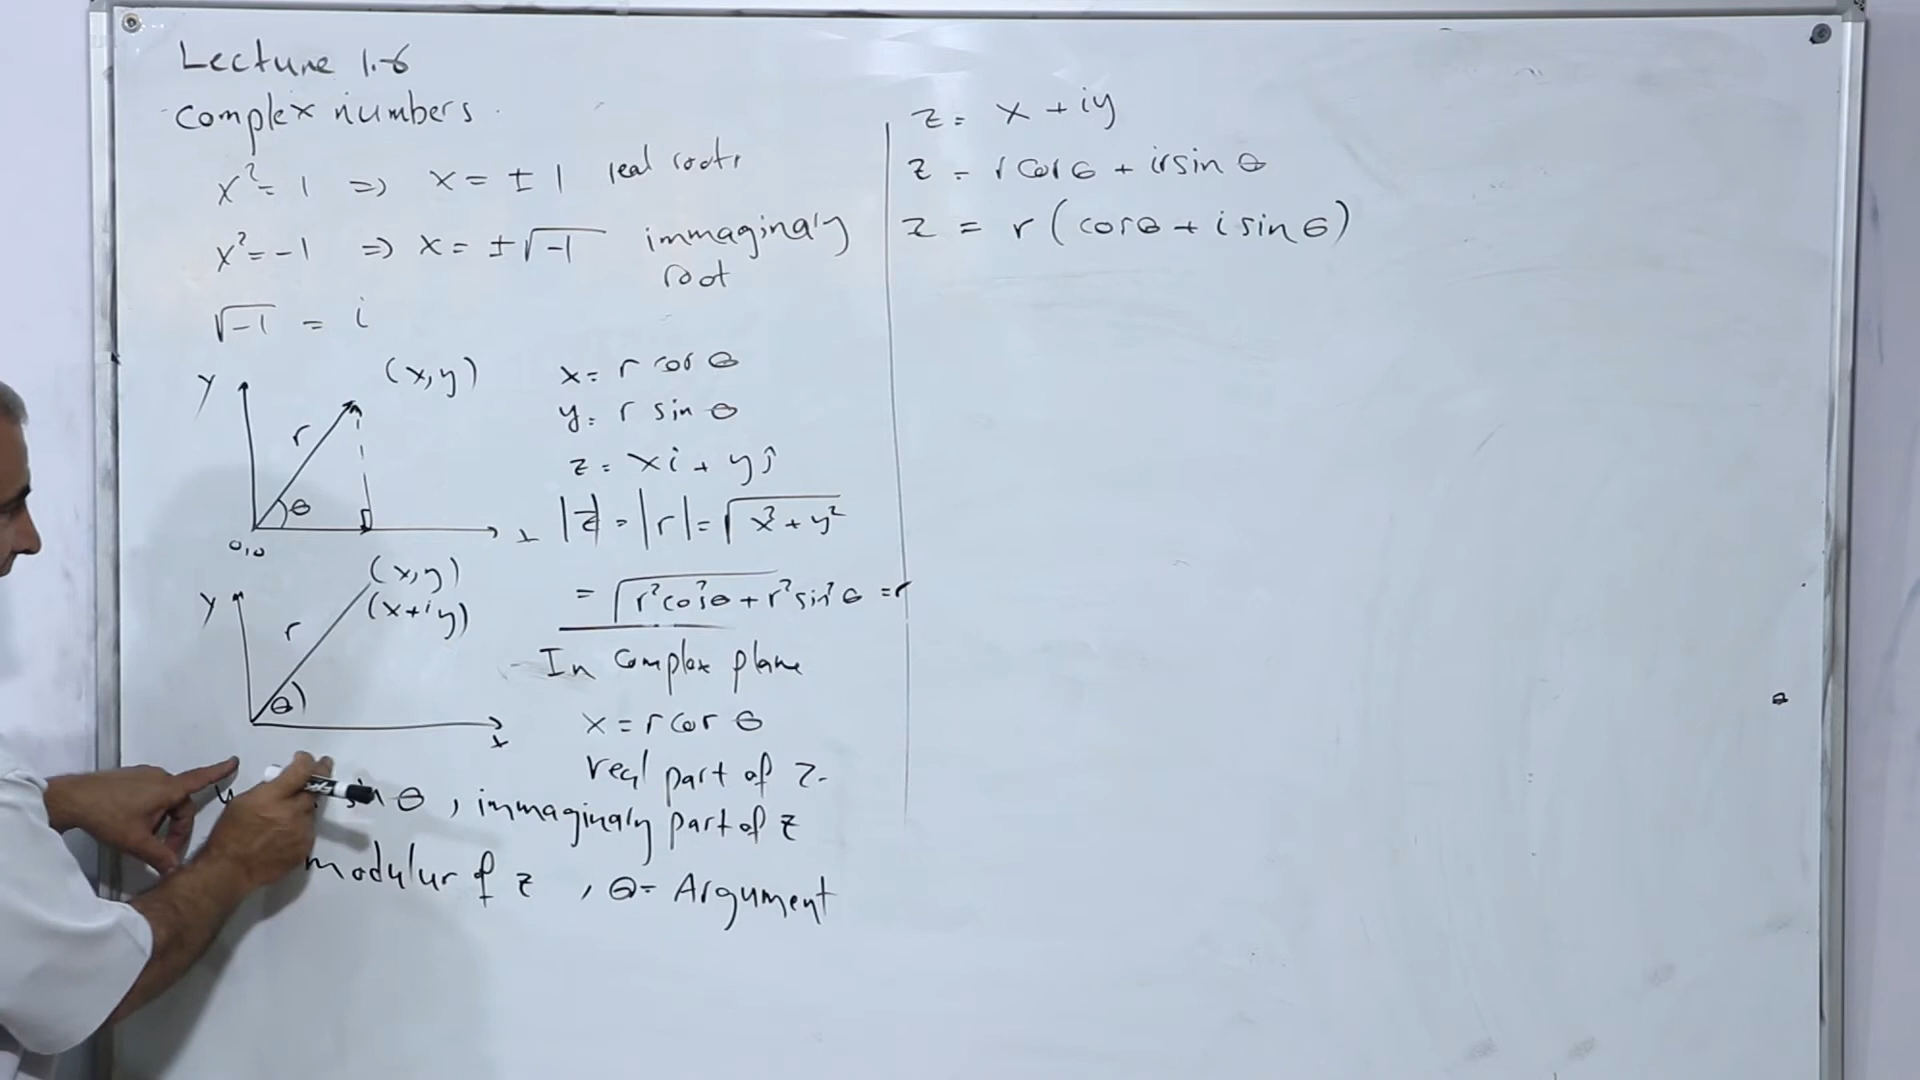 Lecture 1.6
Complex numbers
x² = 1 ⇒ x = ± 1 real roots
x² = -1 ⇒ x = ± √-1 immaginary
root
√-1 = i
y (x,y)
r
θ
0,0 x
x = r cos θ
y = r sin θ
z = xi + yj
|z| = |r| = √x² + y²
= √r²cos²θ + r²sin²θ = r
y (x,y)
(x+iy)
r
θ
x
In Complex plane
x = r cos θ
real part of z.
sin θ , immaginary part of z
modulus of z , θ = Argument
z = x + iy
z = r cos θ + i r sin θ
z = r ( cos θ + i sin θ )